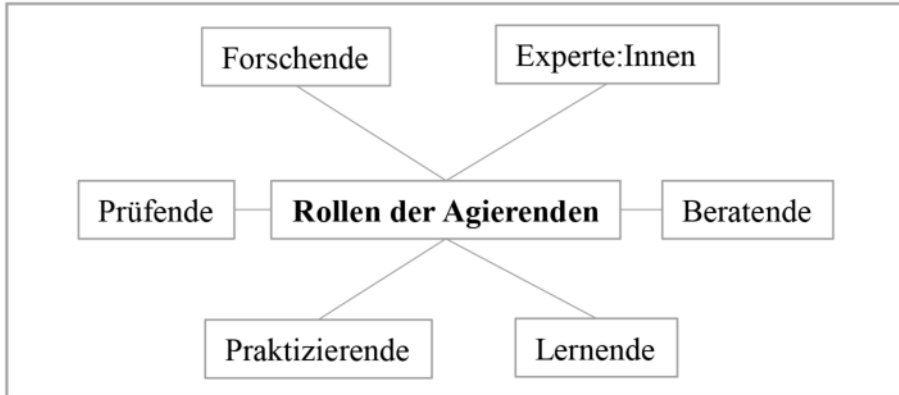 Forschende
Experte:Innen
Prüfende
Rollen der Agierenden
Beratende
Praktizierende
Lernende